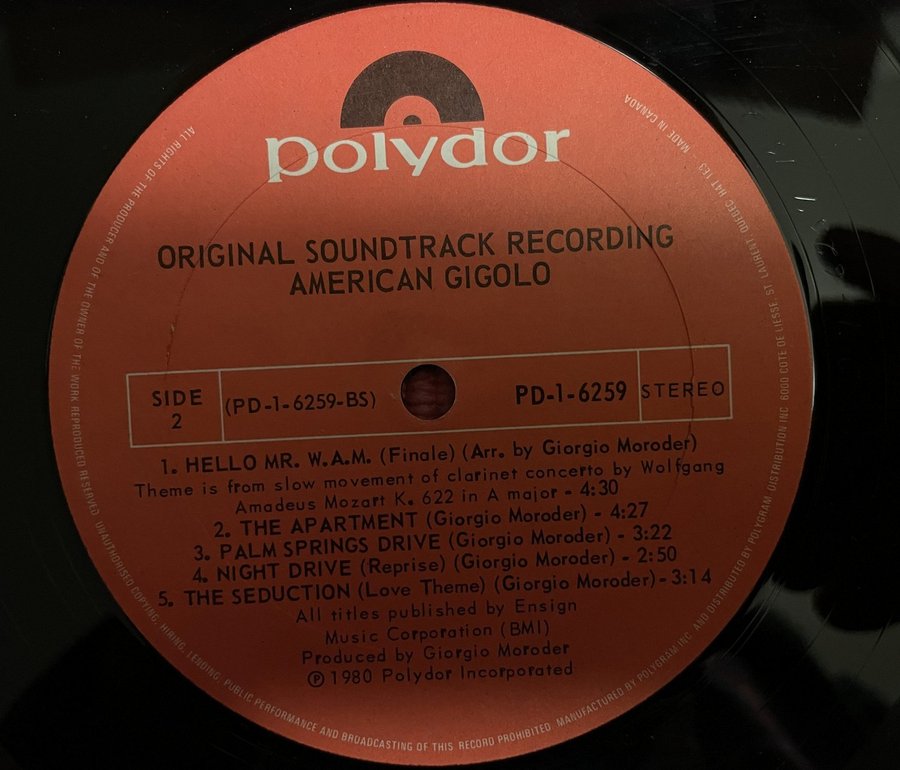 polydor
ORIGINAL SOUNDTRACK RECORDING
AMERICAN GIGOLO
SIDE
2
(PD-1-6259-BS)
PD-1-6259
STEREO
1. HELLO MR. W.A.M. (Finale) (Arr. by Giorgio Moroder)
Theme is from slow movement of clarinet concerto by Wolfgang
Amadeus Mozart K. 622 in A major - 4:30
2. THE APARTMENT (Giorgio Moroder) - 4:27
3. PALM SPRINGS DRIVE (Giorgio Moroder) - 3:22
4. NIGHT DRIVE (Reprise) (Giorgio Moroder) - 2:50
5. THE SEDUCTION (Love Theme) (Giorgio Moroder) - 3:14
All titles published by Ensign
Music Corporation (BMI)
Produced by Giorgio Moroder
℗ 1980 Polydor Incorporated
ALL RIGHTS OF THE PRODUCER AND OF THE OWNER OF THE WORK REPRODUCED RESERVED. UNAUTHORISED COPYING, HIRING, LENDING, PUBLIC PERFORMANCE AND BROADCASTING OF THIS RECORD PROHIBITED. MANUFACTURED BY POLYGRAM INC. AND DISTRIBUTED BY POLYGRAM DISTRIBUTION INC. 6000 COTE DE LIESSE, ST. LAURENT, QUEBEC H4T 1E3 - MADE IN CANADA